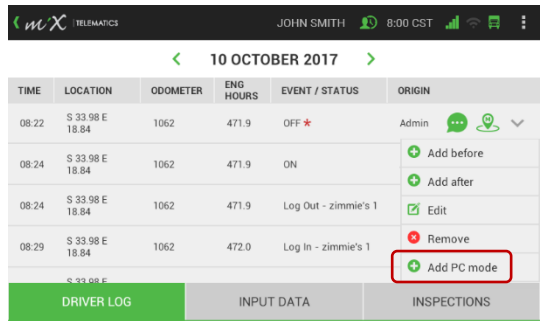 miX TELEMATICS JOHN SMITH 8:00 CST
10 OCTOBER 2017
TIME LOCATION ODOMETER ENG HOURS EVENT / STATUS ORIGIN
08:22 S 33.98 E 18.84 1062 471.9 OFF * Admin
08:24 S 33.98 E 18.84 1062 471.9 ON
08:24 S 33.98 E 18.84 1062 471.9 Log Out - zimmie's 1
08:29 S 33.98 E 18.84 1062 472.0 Log In - zimmie's 1
S 33.98 E
Add before
Add after
Edit
Remove
Add PC mode
DRIVER LOG INPUT DATA INSPECTIONS